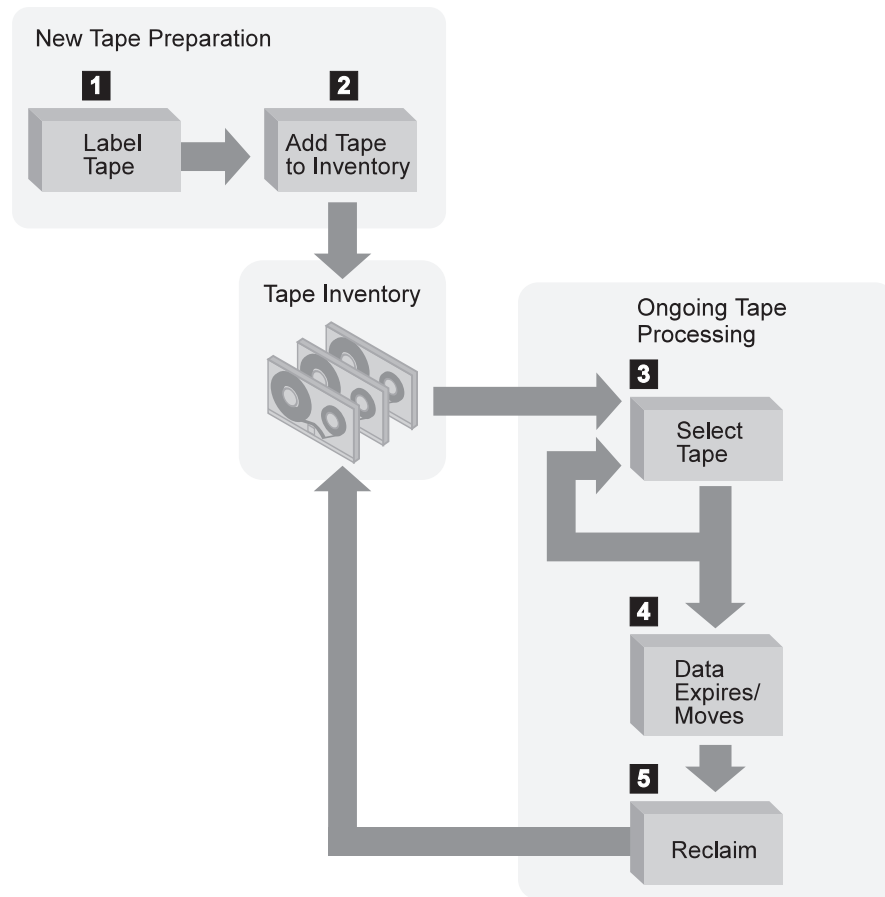 New Tape Preparation
1
2
Label
Tape
Add Tape
to Inventory
Tape Inventory
Ongoing Tape
Processing
3
Select
Tape
4
Data
Expires/
Moves
5
Reclaim